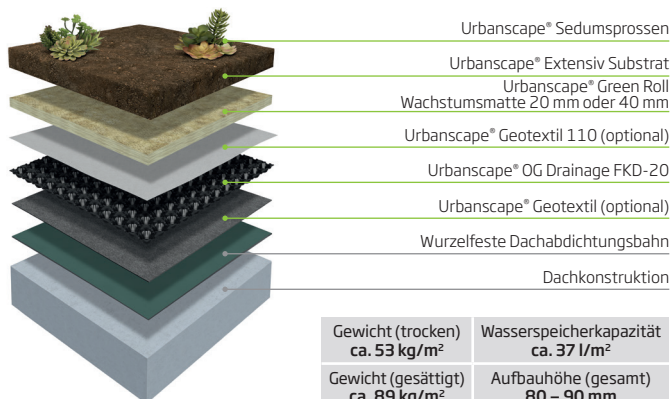 Urbanscape® Sedumsprossen
Urbanscape® Extensiv Substrat
Urbanscape® Green Roll
Wachstumsmatte 20 mm oder 40 mm
Urbanscape® Geotextil 110 (optional)
Urbanscape® OG Drainage FKD-20
Urbanscape® Geotextil (optional)
Wurzelfeste Dachabdichtungsbahn
Dachkonstruktion
Gewicht (trocken)
ca. 53 kg/m²
Wasserspeicherkapazität
ca. 37 l/m²
Gewicht (gesättigt)
ca. 89 kg/m²
Aufbauhöhe (gesamt)
80 – 90 mm